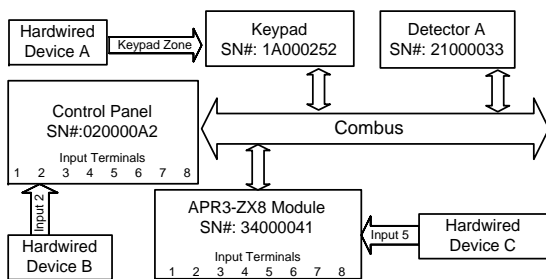 Hardwired
Device A
Keypad Zone
Keypad
SN#: 1A000252
Detector A
SN#: 21000033
Control Panel
SN#:020000A2
Input Terminals
1 2 3 4 5 6 7 8
Combus
Input 2
Hardwired
Device B
APR3-ZX8 Module
SN#: 34000041
Input Terminals
1 2 3 4 5 6 7 8
Input 5
Hardwired
Device C